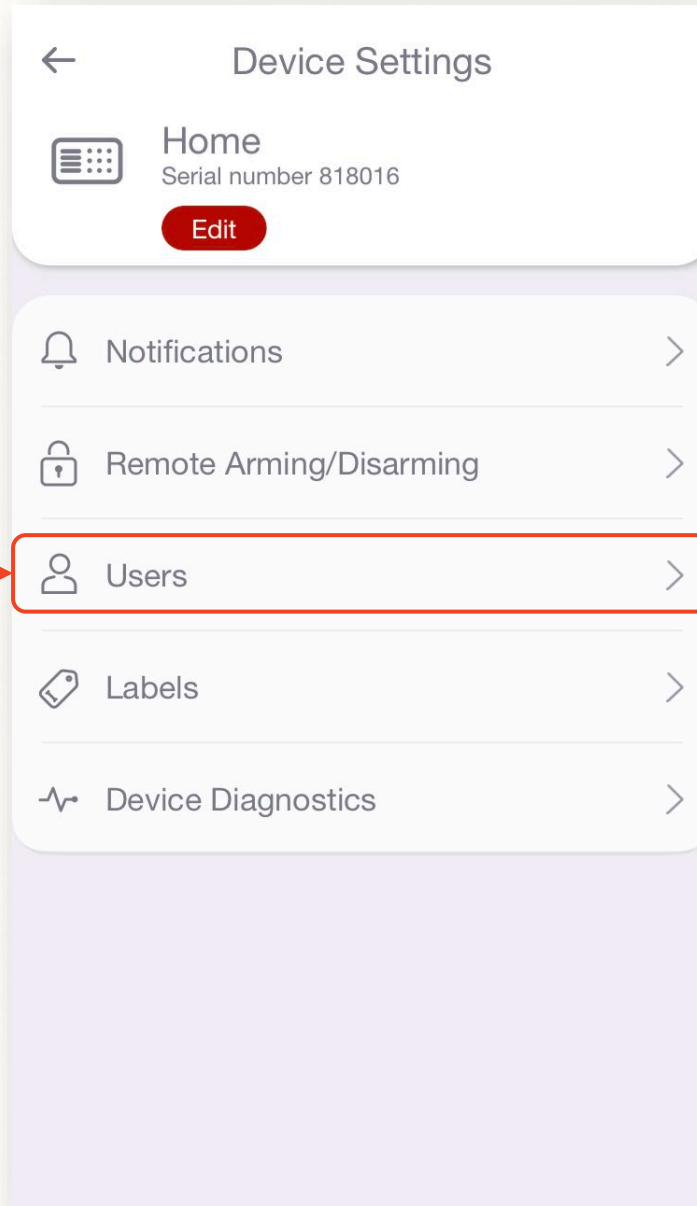 Device Settings
Home
Serial number 818016
Edit
Notifications
Remote Arming/Disarming
Users
Labels
Device Diagnostics